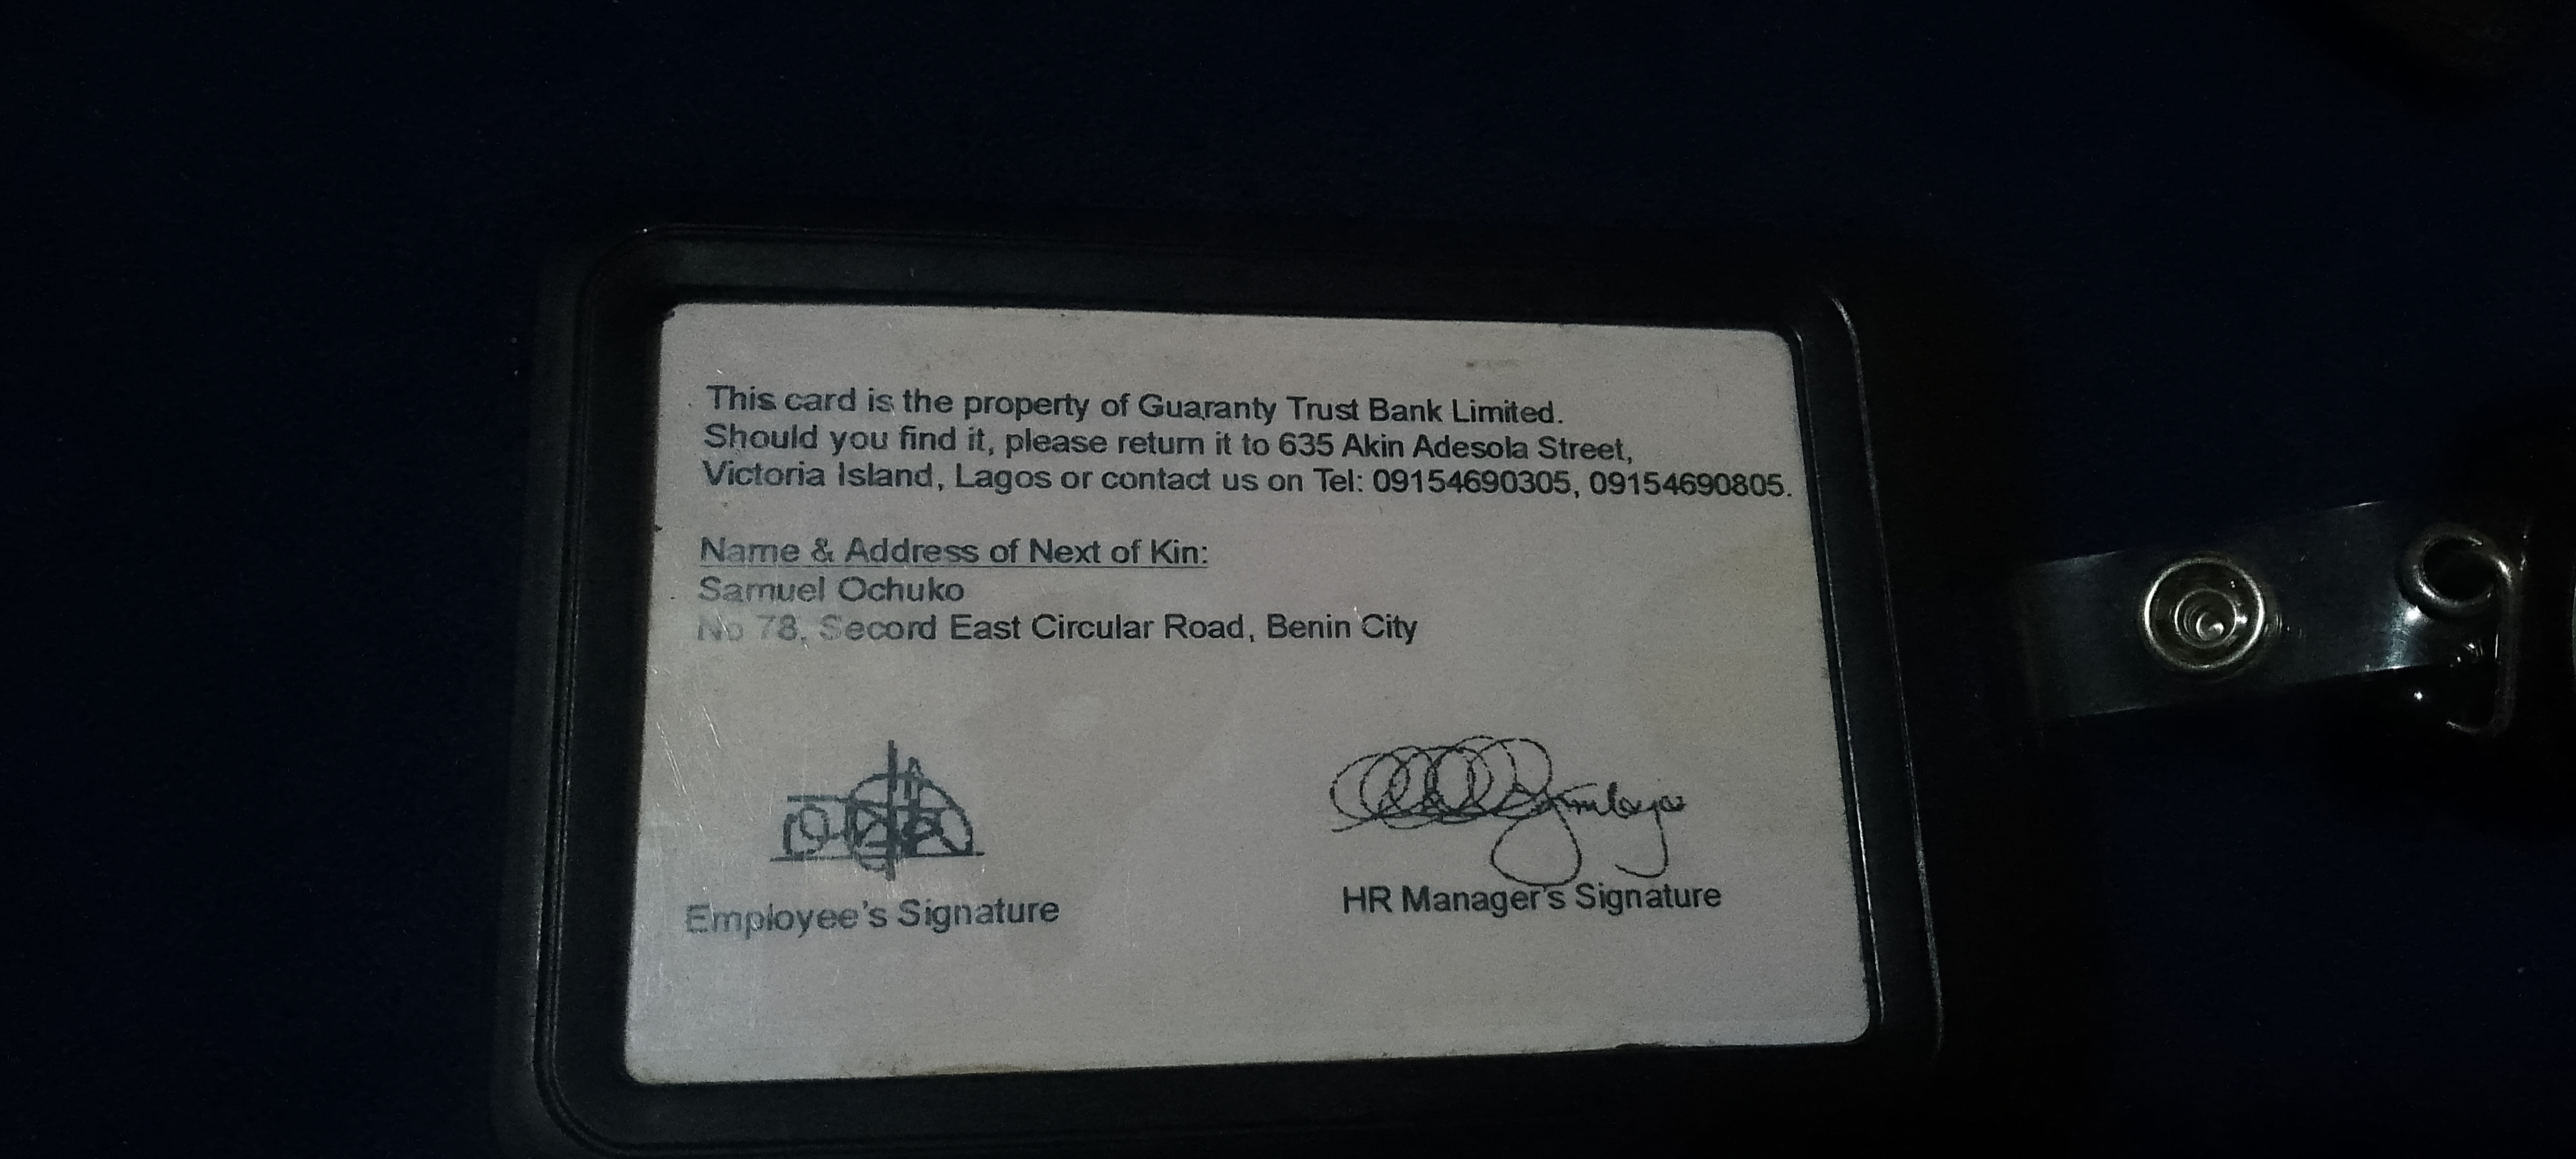 This card is the property of Guaranty Trust Bank Limited.
Should you find it, please return it to 635 Akin Adesola Street,
Victoria Island, Lagos or contact us on Tel: 09154690305, 09154690805.
Name & Address of Next of Kin:
Samuel Ochuko
No 78, Secord East Circular Road, Benin City
Employee's Signature
HR Manager's Signature